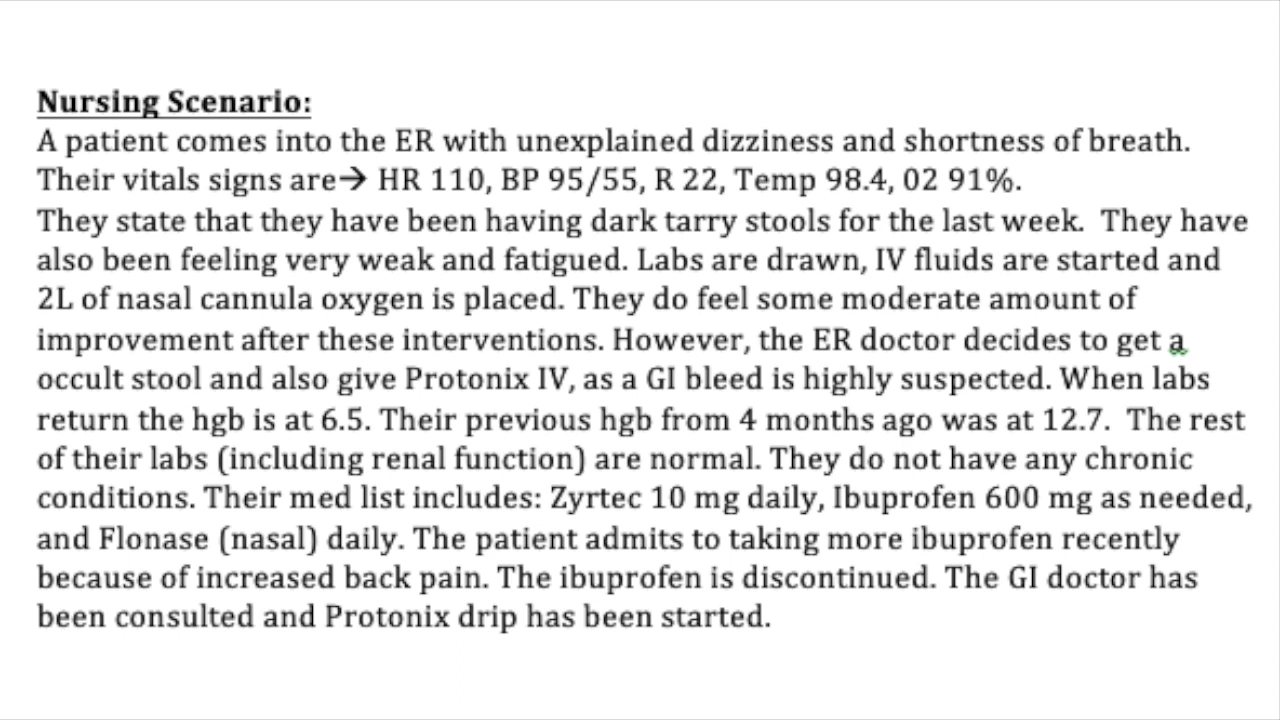 Nursing Scenario:
A patient comes into the ER with unexplained dizziness and shortness of breath.
Their vitals signs are→ HR 110, BP 95/55, R 22, Temp 98.4, 02 91%.
They state that they have been having dark tarry stools for the last week.  They have
also been feeling very weak and fatigued. Labs are drawn, IV fluids are started and
2L of nasal cannula oxygen is placed. They do feel some moderate amount of
improvement after these interventions. However, the ER doctor decides to get a
occult stool and also give Protonix IV, as a GI bleed is highly suspected. When labs
return the hgb is at 6.5. Their previous hgb from 4 months ago was at 12.7.  The rest
of their labs (including renal function) are normal. They do not have any chronic
conditions. Their med list includes: Zyrtec 10 mg daily, Ibuprofen 600 mg as needed,
and Flonase (nasal) daily. The patient admits to taking more ibuprofen recently
because of increased back pain. The ibuprofen is discontinued. The GI doctor has
been consulted and Protonix drip has been started.